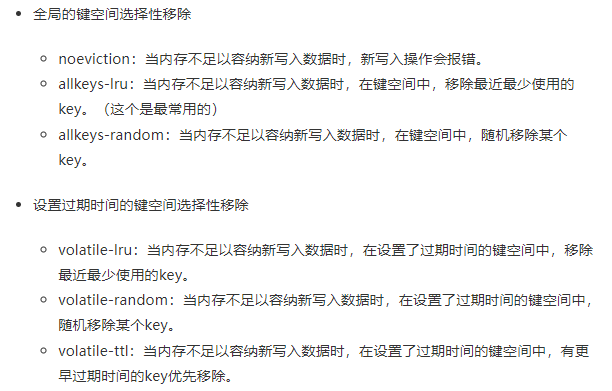 全局的键空间选择性移除
noeviction：当内存不足以容纳新写入数据时，新写入操作会报错。
allkeys-lru：当内存不足以容纳新写入数据时，在键空间中，移除最近最少使用的
key。（这个是最常用的）
allkeys-random：当内存不足以容纳新写入数据时，在键空间中，随机移除某个
key。
设置过期时间的键空间选择性移除
volatile-lru：当内存不足以容纳新写入数据时，在设置了过期时间的键空间中，移除
最近最少使用的key。
volatile-random：当内存不足以容纳新写入数据时，在设置了过期时间的键空间中，
随机移除某个key。
volatile-ttl：当内存不足以容纳新写入数据时，在设置了过期时间的键空间中，有更
早过期时间的key优先移除。